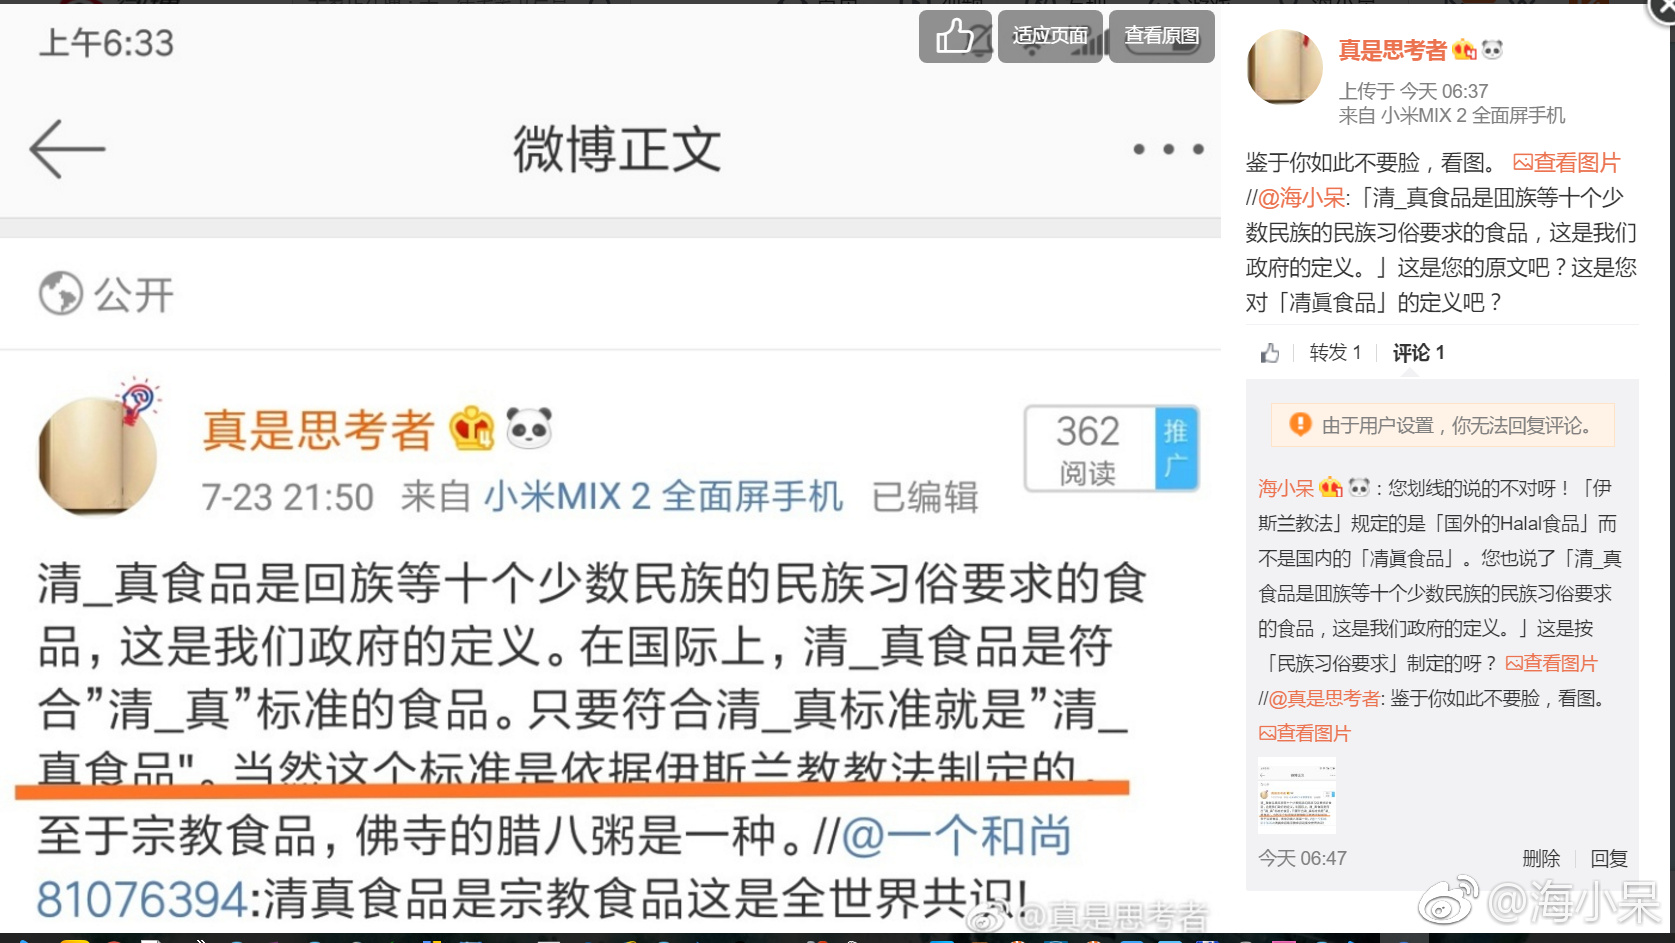 上午6:33
适应页面
查看原图
微博正文
公开
真是思考者
7-23 21:50 来自 小米MIX 2 全面屏手机 已编辑
362
阅读
推广
清_真食品是回族等十个少数民族的民族习俗要求的食
品，这是我们政府的定义。在国际上，清_真食品是符
合”清_真”标准的食品。只要符合清_真标准就是”清_
真食品"。当然这个标准是依据伊斯兰教教法制定的。
至于宗教食品，佛寺的腊八粥是一种。//@一个和尚
81076394:清真食品是宗教食品这是全世界共识!
@真是思考者
真是思考者
上传于 今天 06:37
来自 小米MIX 2 全面屏手机
鉴于你如此不要脸，看图。 查看图片
//@海小呆:「清_真食品是囬族等十个少
数民族的民族习俗要求的食品，这是我们
政府的定义。」这是您的原文吧？这是您
对「凊眞食品」的定义吧？
转发 1
评论 1
由于用户设置，你无法回复评论。
海小呆：您划线的说的不对呀！「伊
斯兰教法」规定的是「国外的Halal食品」而
不是国内的「凊眞食品」。您也说了「清_真
食品是囬族等十个少数民族的民族习俗要求
的食品，这是我们政府的定义。」这是按
「民族习俗要求」制定的呀？ 查看图片
//@真是思考者: 鉴于你如此不要脸，看图。
查看图片
今天 06:47
删除
回复
@海小呆